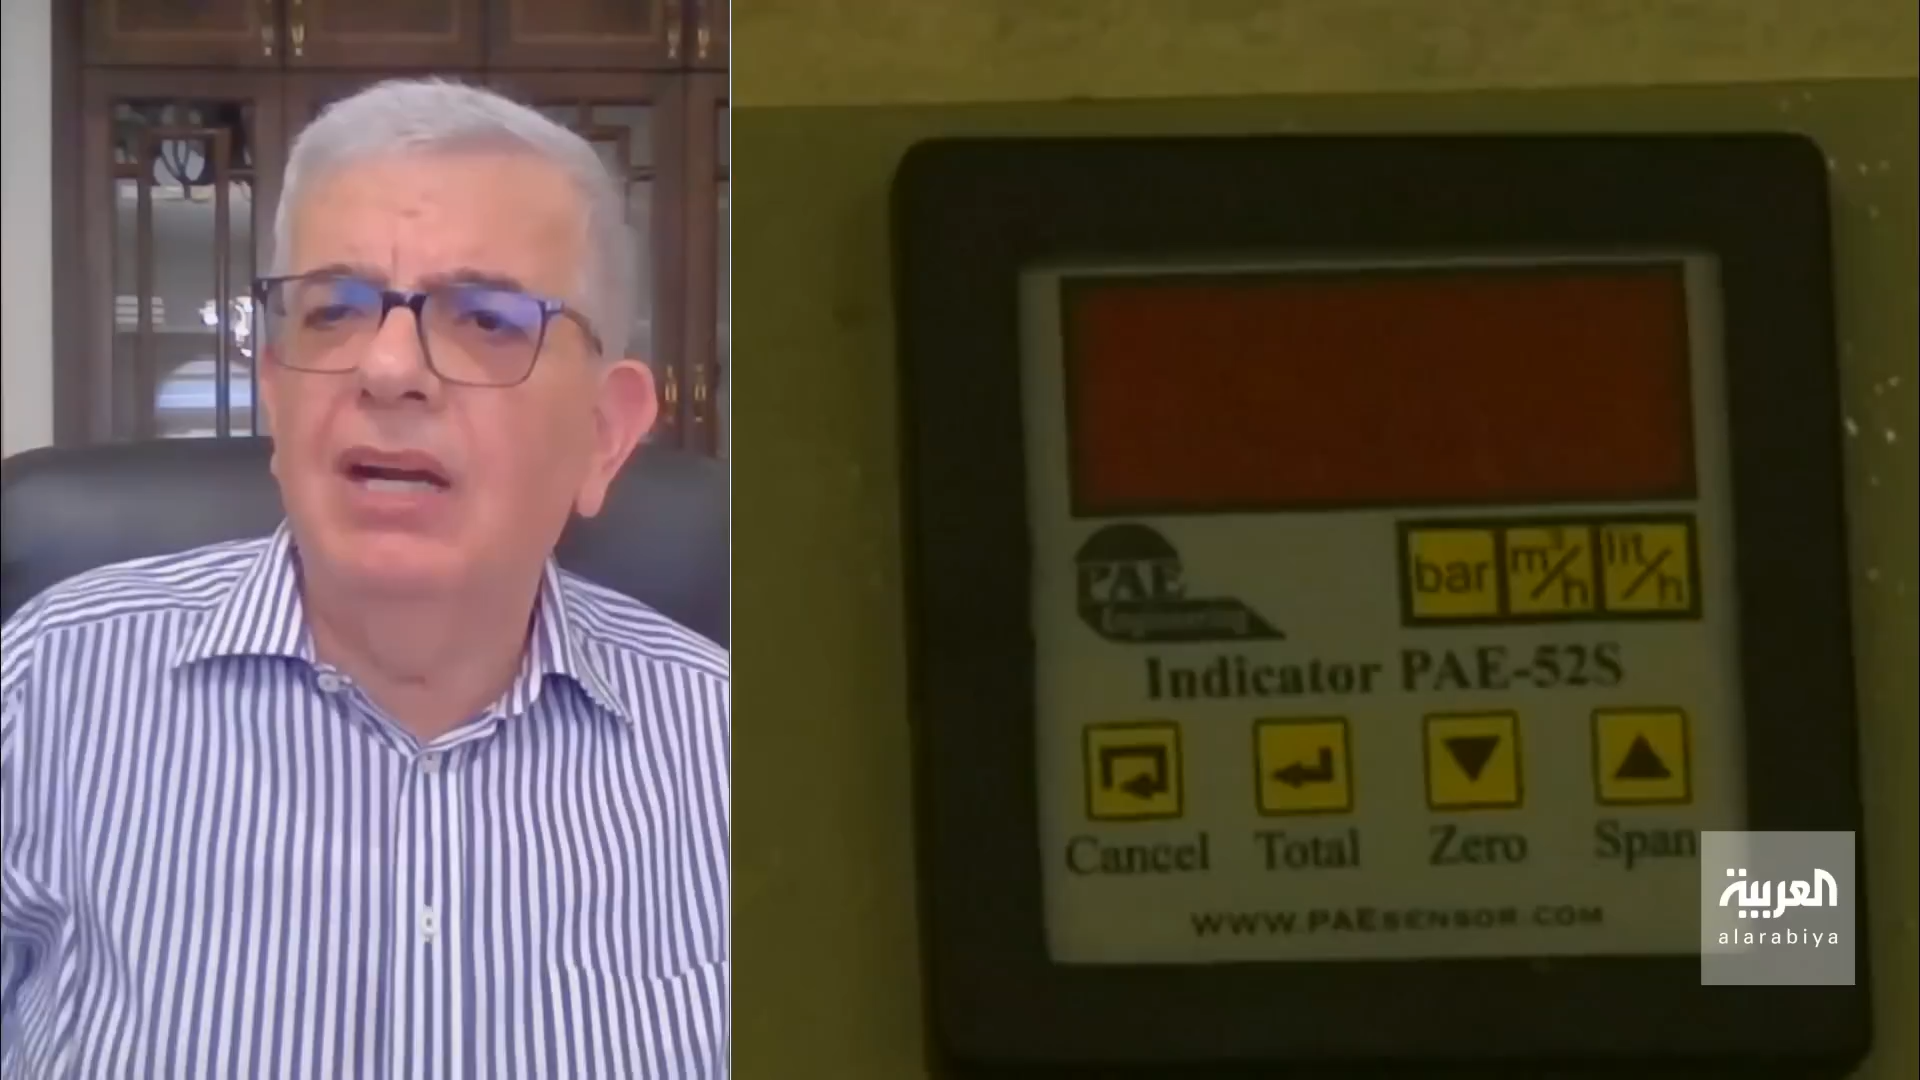 PAE
Engineering
bar m³/h lit/h
Indicator PAE-52S
Cancel Total Zero Span
WWW.PAESENSOR.COM
العربية
alarabiya